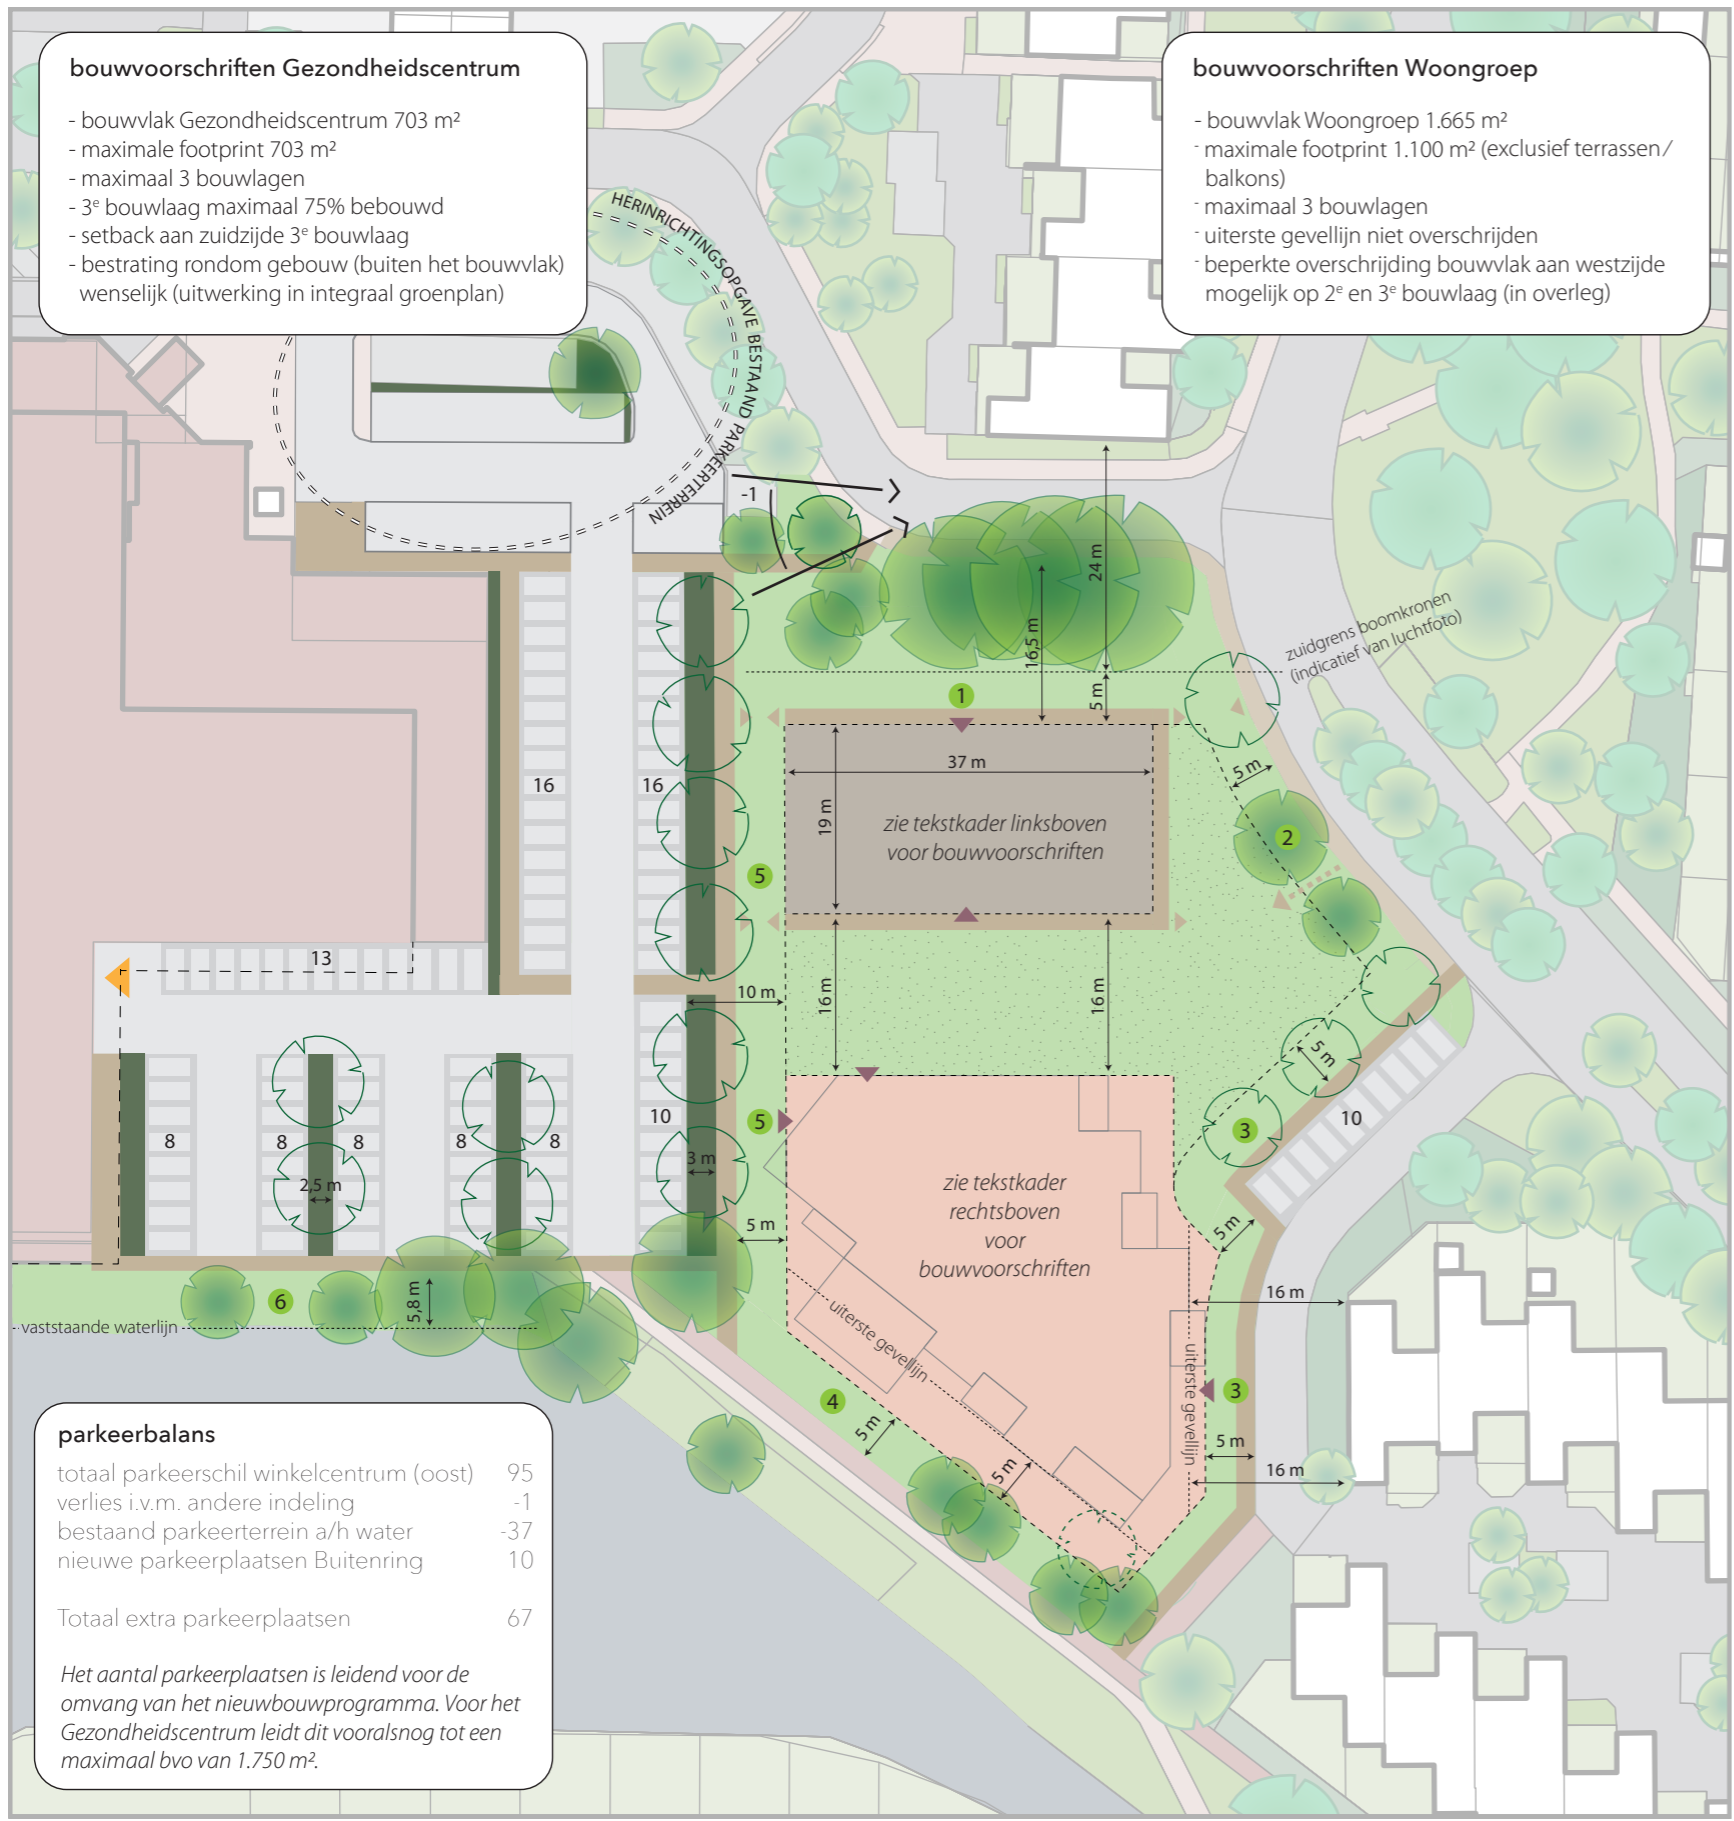 bouwvoorschriften Gezondheidscentrum
- bouwvlak Gezondheidscentrum 703 m²
- maximale footprint 703 m²
- maximaal 3 bouwlagen
- 3e bouwlaag maximaal 75% bebouwd
- setback aan zuidzijde 3e bouwlaag
- bestrating rondom gebouw (buiten het bouwvlak)
wenselijk (uitwerking in integraal groenplan)
bouwvoorschriften Woongroep
- bouwvlak Woongroep 1.665 m²
- maximale footprint 1.100 m² (exclusief terrassen/
balkons)
- maximaal 3 bouwlagen
- uiterste gevellijn niet overschrijden
- beperkte overschrijding bouwvlak aan westzijde
mogelijk op 2e en 3e bouwlaag (in overleg)
HERINRICHTINGSOPGAVE BESTAAND PARKEERTERREIN
-1
24 m
16,5 m
zuidgrens boomkronen
(indicatief van luchtfoto)
1
5 m
37 m
5 m
16
16
19 m
zie tekstkader linksboven
voor bouwvoorschriften
2
5
13
10 m
16 m
16 m
5 m
8
8
8
8
8
10
5
3
10
2,5 m
3 m
zie tekstkader
rechtsboven
voor
bouwvoorschriften
5 m
5 m
16 m
6
5,8 m
vaststaande waterlijn
uiterste gevellijn
uiterste gevellijn
4
3
5 m
5 m
5 m
16 m
parkeerbalans
totaal parkeerschil winkelcentrum (oost) 95
verlies i.v.m. andere indeling -1
bestaand parkeerterrein a/h water -37
nieuwe parkeerplaatsen Buitenring 10
Totaal extra parkeerplaatsen 67
Het aantal parkeerplaatsen is leidend voor de
omvang van het nieuwbouwprogramma. Voor het
Gezondheidscentrum leidt dit vooralsnog tot een
maximaal bvo van 1.750 m².